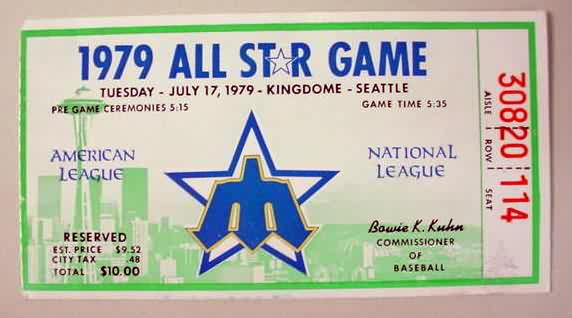 1979 ALL STAR GAME
TUESDAY - JULY 17, 1979 - KINGDOME - SEATTLE
PRE GAME CEREMONIES 5:15
GAME TIME 5:35
AMERICAN
LEAGUE
NATIONAL
LEAGUE
RESERVED
EST. PRICE $9.52
CITY TAX .48
TOTAL $10.00
Bowie K. Kuhn
COMMISSIONER
OF
BASEBALL
AISLE ROW SEAT
30820 114